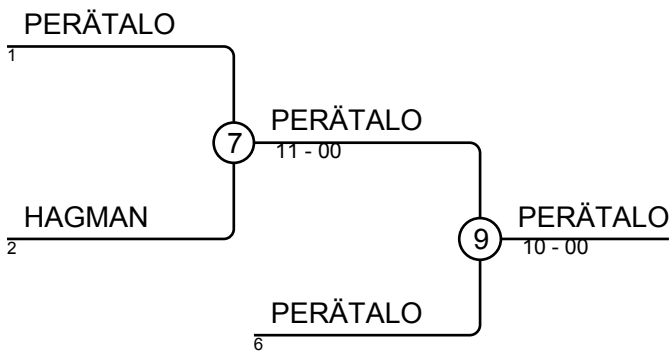 PERÄTALO
1
7
PERÄTALO
11 - 00
HAGMAN
2
9
PERÄTALO
10 - 00
PERÄTALO
6